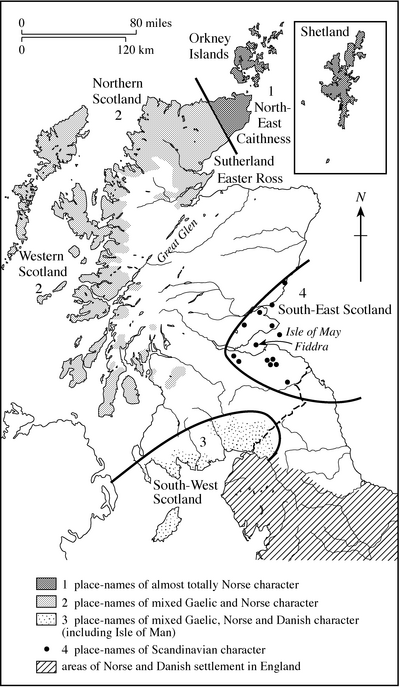 0 80 miles
0 120 km
Orkney
Islands
Shetland
Northern
Scotland
2
1
North-
East
Caithness
Sutherland
Easter Ross
N
Great Glen
Western
Scotland
2
4
South-East Scotland
Isle of May
Fiddra
3
South-West
Scotland
1 place-names of almost totally Norse character
2 place-names of mixed Gaelic and Norse character
3 place-names of mixed Gaelic, Norse and Danish character
(including Isle of Man)
4 place-names of Scandinavian character
areas of Norse and Danish settlement in England